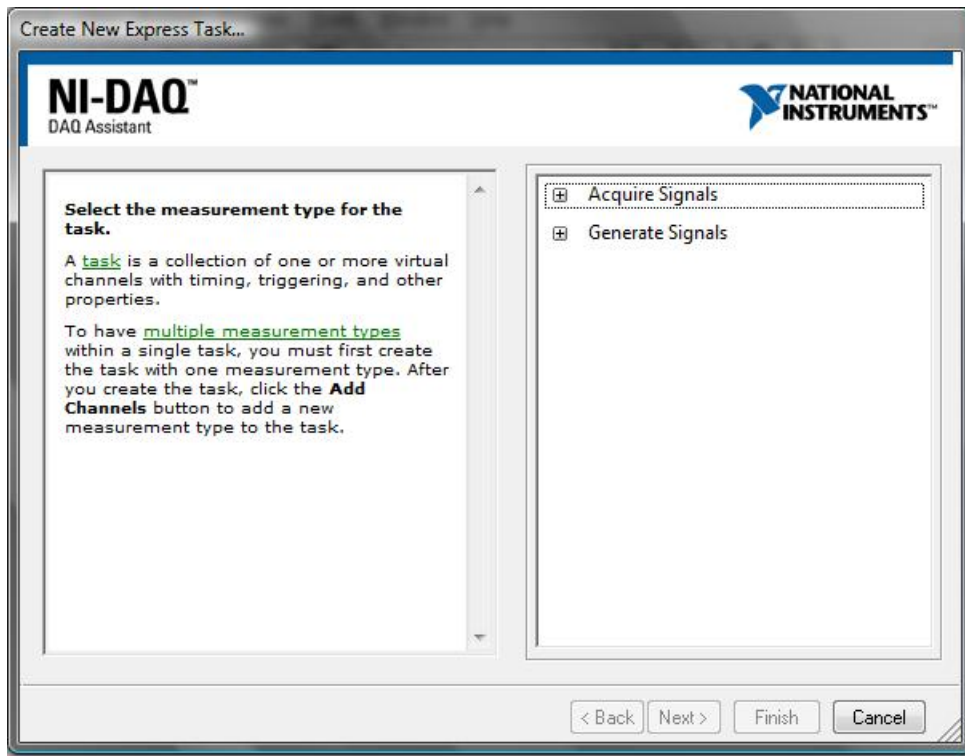 Create New Express Task...
NI-DAQ™
DAQ Assistant
NATIONAL
INSTRUMENTS™
Select the measurement type for the
task.
A task is a collection of one or more virtual
channels with timing, triggering, and other
properties.
To have multiple measurement types
within a single task, you must first create
the task with one measurement type. After
you create the task, click the Add
Channels button to add a new
measurement type to the task.
Acquire Signals
Generate Signals
< Back Next > Finish Cancel